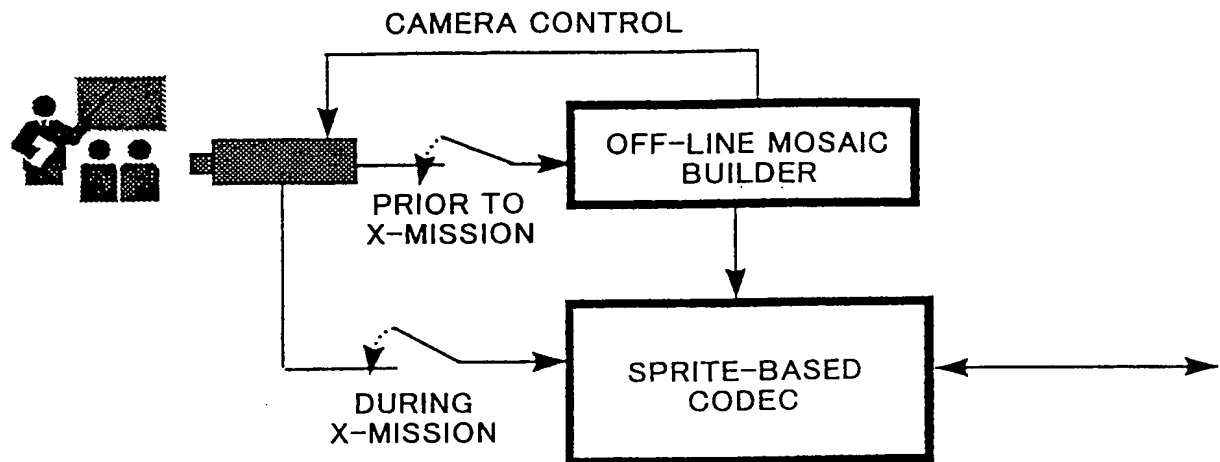 CAMERA CONTROL
OFF-LINE MOSAIC
BUILDER
PRIOR TO
X-MISSION
SPRITE-BASED
CODEC
DURING
X-MISSION